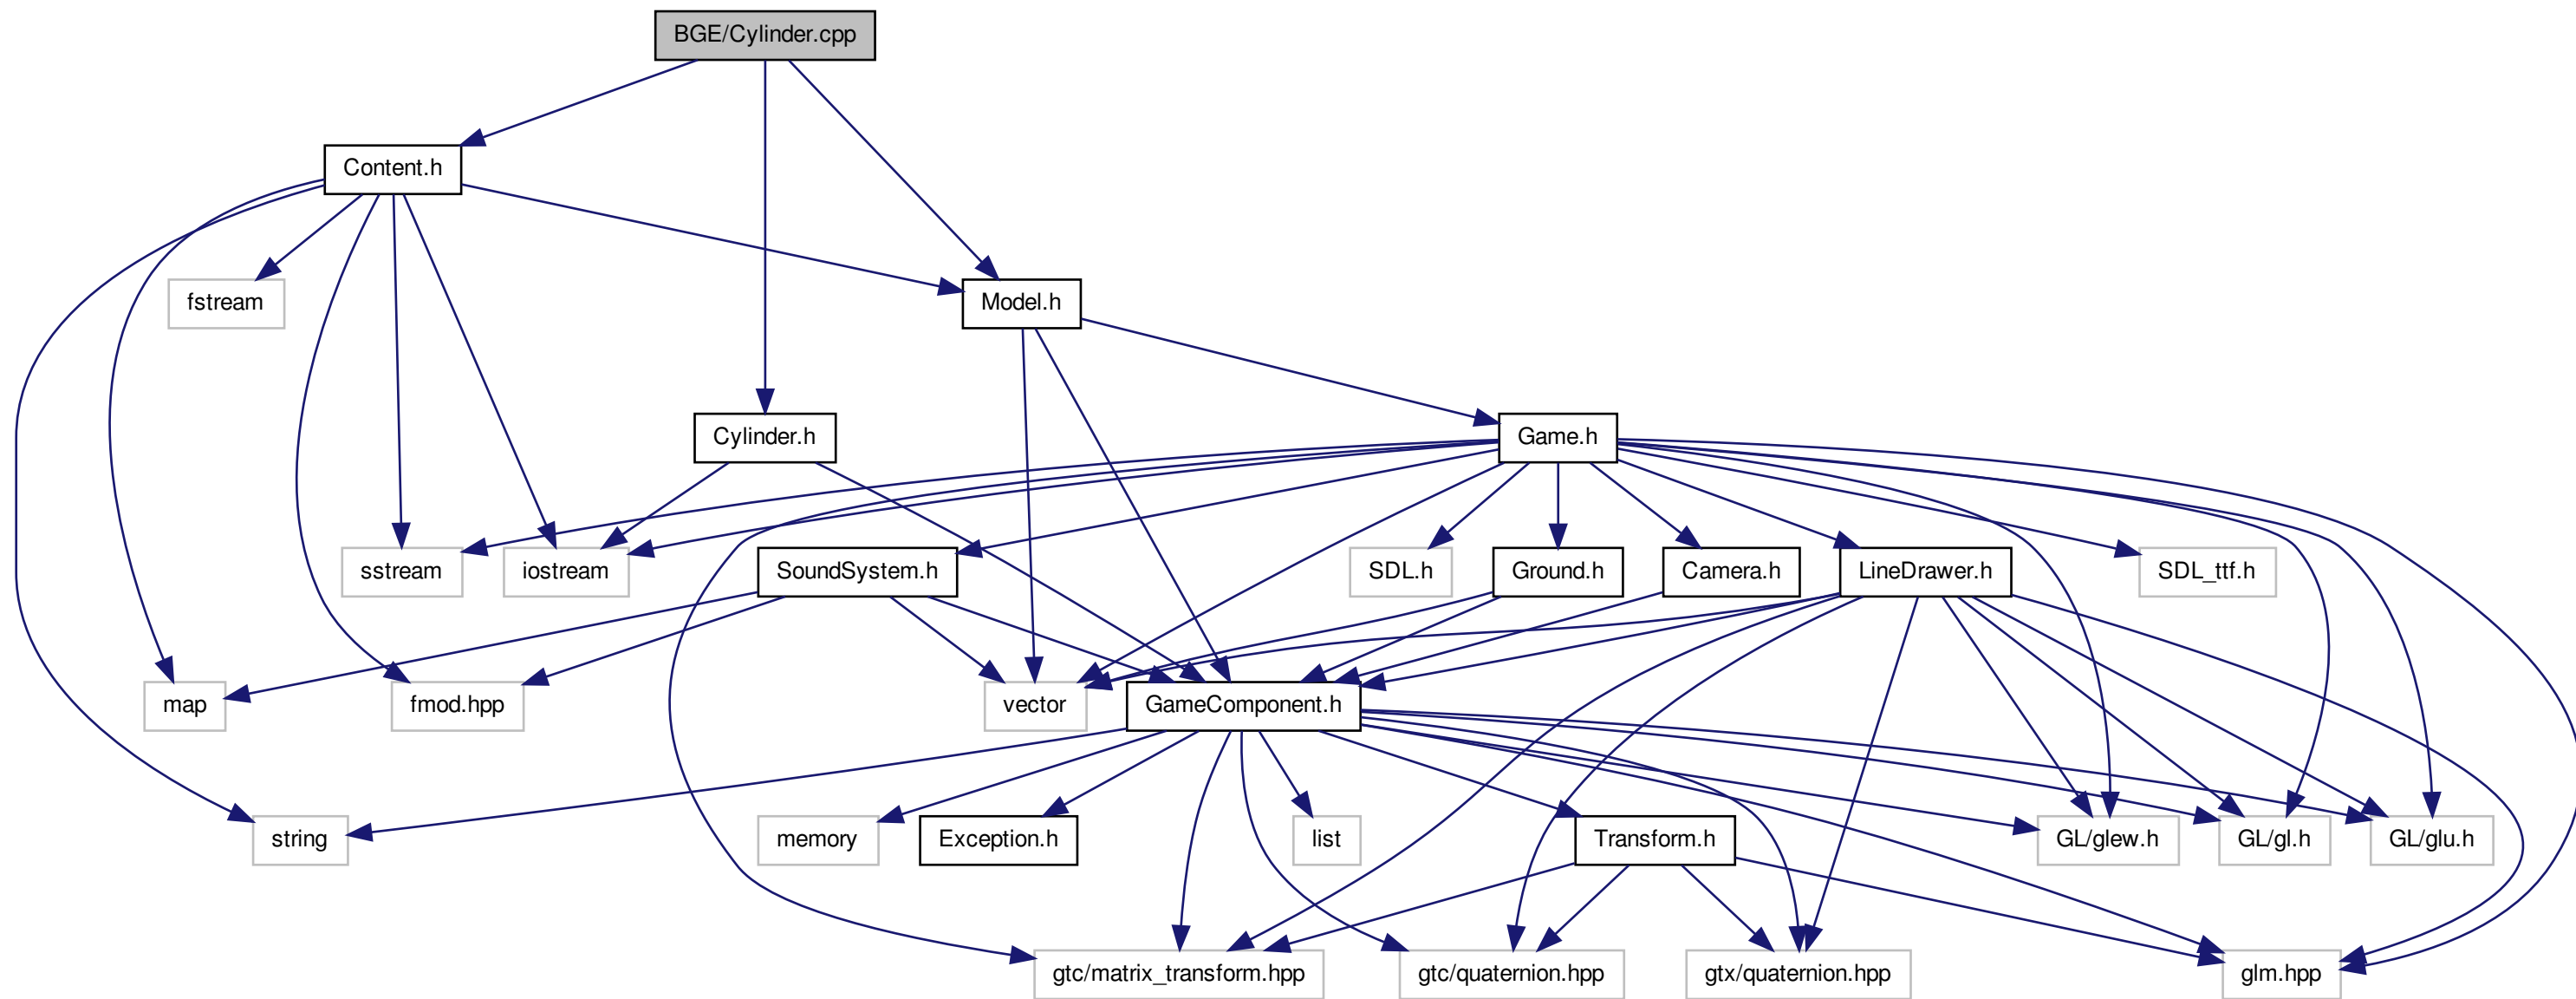 BGE/Cylinder.cpp
Content.h
fstream
Model.h
Cylinder.h
Game.h
sstream
iostream
SoundSystem.h
SDL.h
Ground.h
Camera.h
LineDrawer.h
SDL_ttf.h
map
fmod.hpp
vector
GameComponent.h
string
memory
Exception.h
list
Transform.h
GL/glew.h
GL/gl.h
GL/glu.h
gtc/matrix_transform.hpp
gtc/quaternion.hpp
gtx/quaternion.hpp
glm.hpp